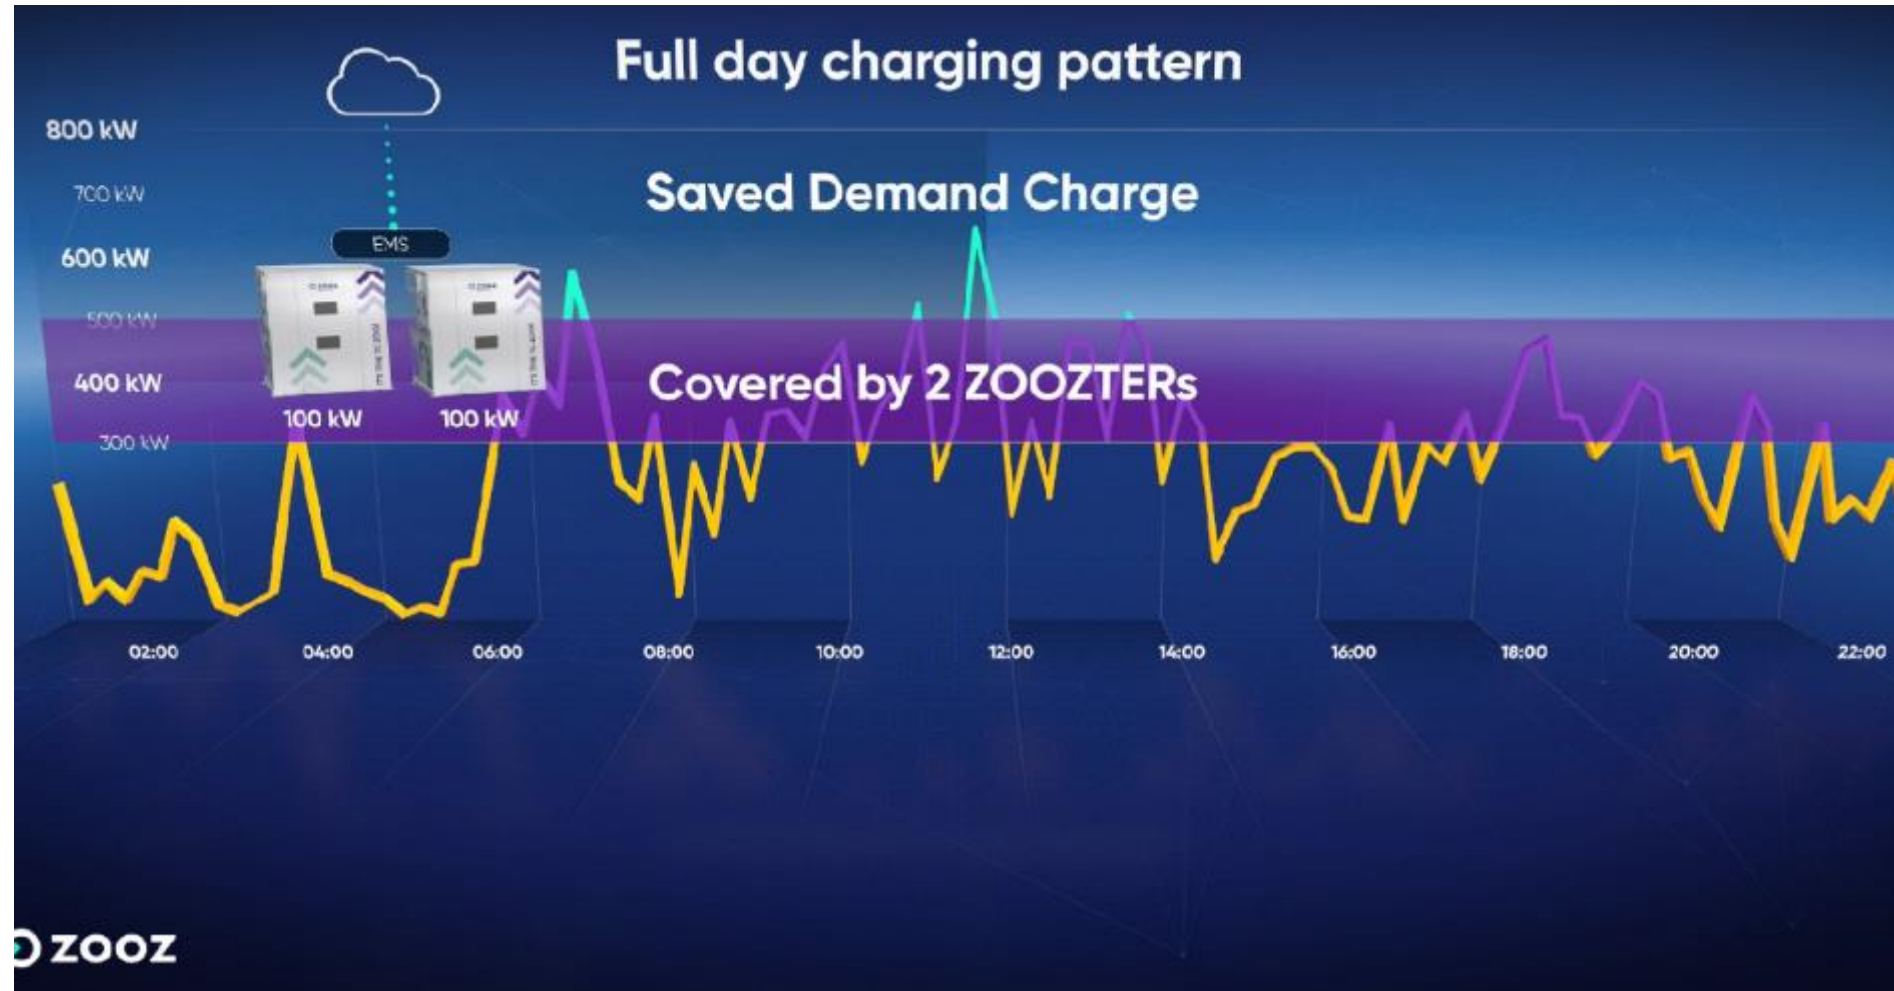 Full day charging pattern
800 kW
Saved Demand Charge
700 kW
EMS
600 kW
500 kW
Covered by 2 ZOOZTERs
400 kW
100 kW 100 kW
300 kW
02:00 04:00 06:00 08:00 10:00 12:00 14:00 16:00 18:00 20:00 22:00
ZOOZ